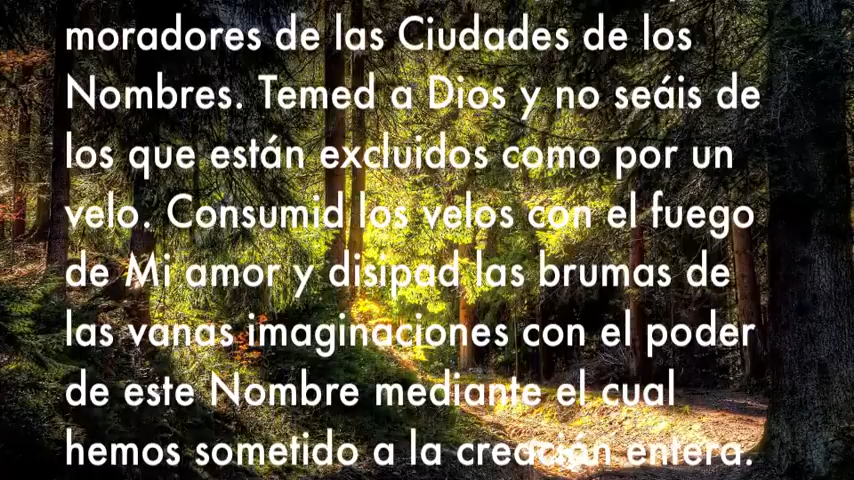 moradores de las Ciudades de los
Nombres. Temed a Dios y no seáis de
los que están excluidos como por un
velo. Consumid los velos con el fuego
de Mi amor y disipad las brumas de
las vanas imaginaciones con el poder
de este Nombre mediante el cual
hemos sometido a la creación entera.